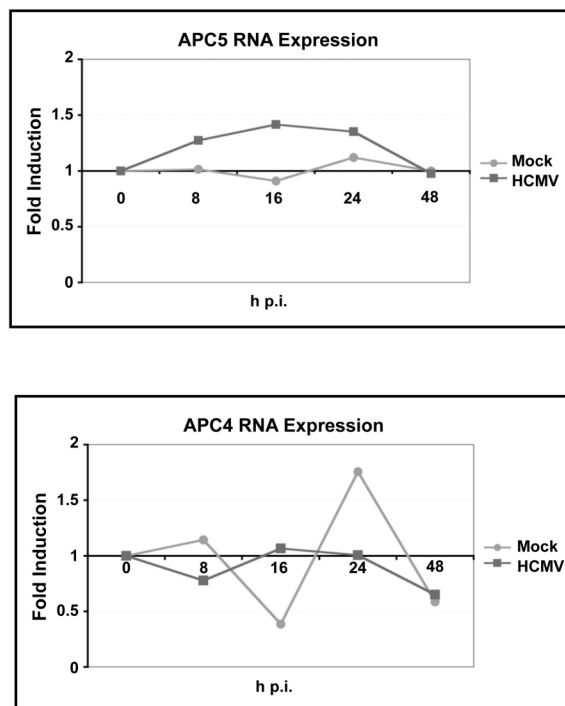 APC5 RNA Expression
2
1.5
1
0.5
0
0 8 16 24 48
Fold Induction
h p.i.
Mock
HCMV
APC4 RNA Expression
2
1.5
1
0.5
0
0 8 16 24 48
Fold Induction
h p.i.
Mock
HCMV